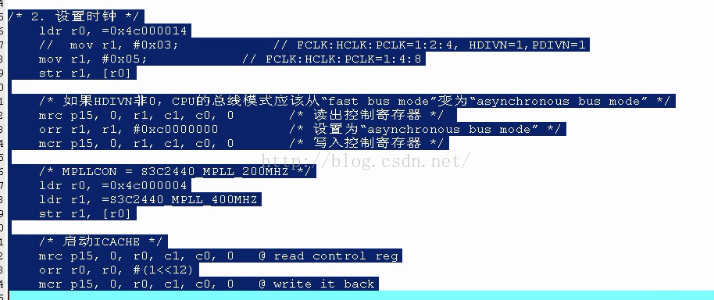 /* 2. 设置时钟 */
ldr r0, =0x4c000014
//  mov r1, #0x03;          // FCLK:HCLK:PCLK=1:2:4, HDIVN=1,PDIVN=1
mov r1, #0x05;          // FCLK:HCLK:PCLK=1:4:8
str r1, [r0]
/* 如果HDIVN非0，CPU的总线模式应该从“fast bus mode”变为“asynchronous bus mode” */
mrc p15, 0, r1, c1, c0, 0      /* 读出控制寄存器 */
orr r1, r1, #0xc0000000      /* 设置为“asynchronous bus mode” */
mcr p15, 0, r1, c1, c0, 0      /* 写入控制寄存器 */
http://blog.csdn.net/
/* MPLLCON = S3C2440_MPLL_200MHZ */
ldr r0, =0x4c000004
ldr r1, =S3C2440_MPLL_400MHZ
str r1, [r0]
/* 启动ICACHE */
mrc p15, 0, r0, c1, c0, 0   @ read control reg
orr r0, r0, #(1<<12)
mcr p15, 0, r0, c1, c0, 0   @ write it back